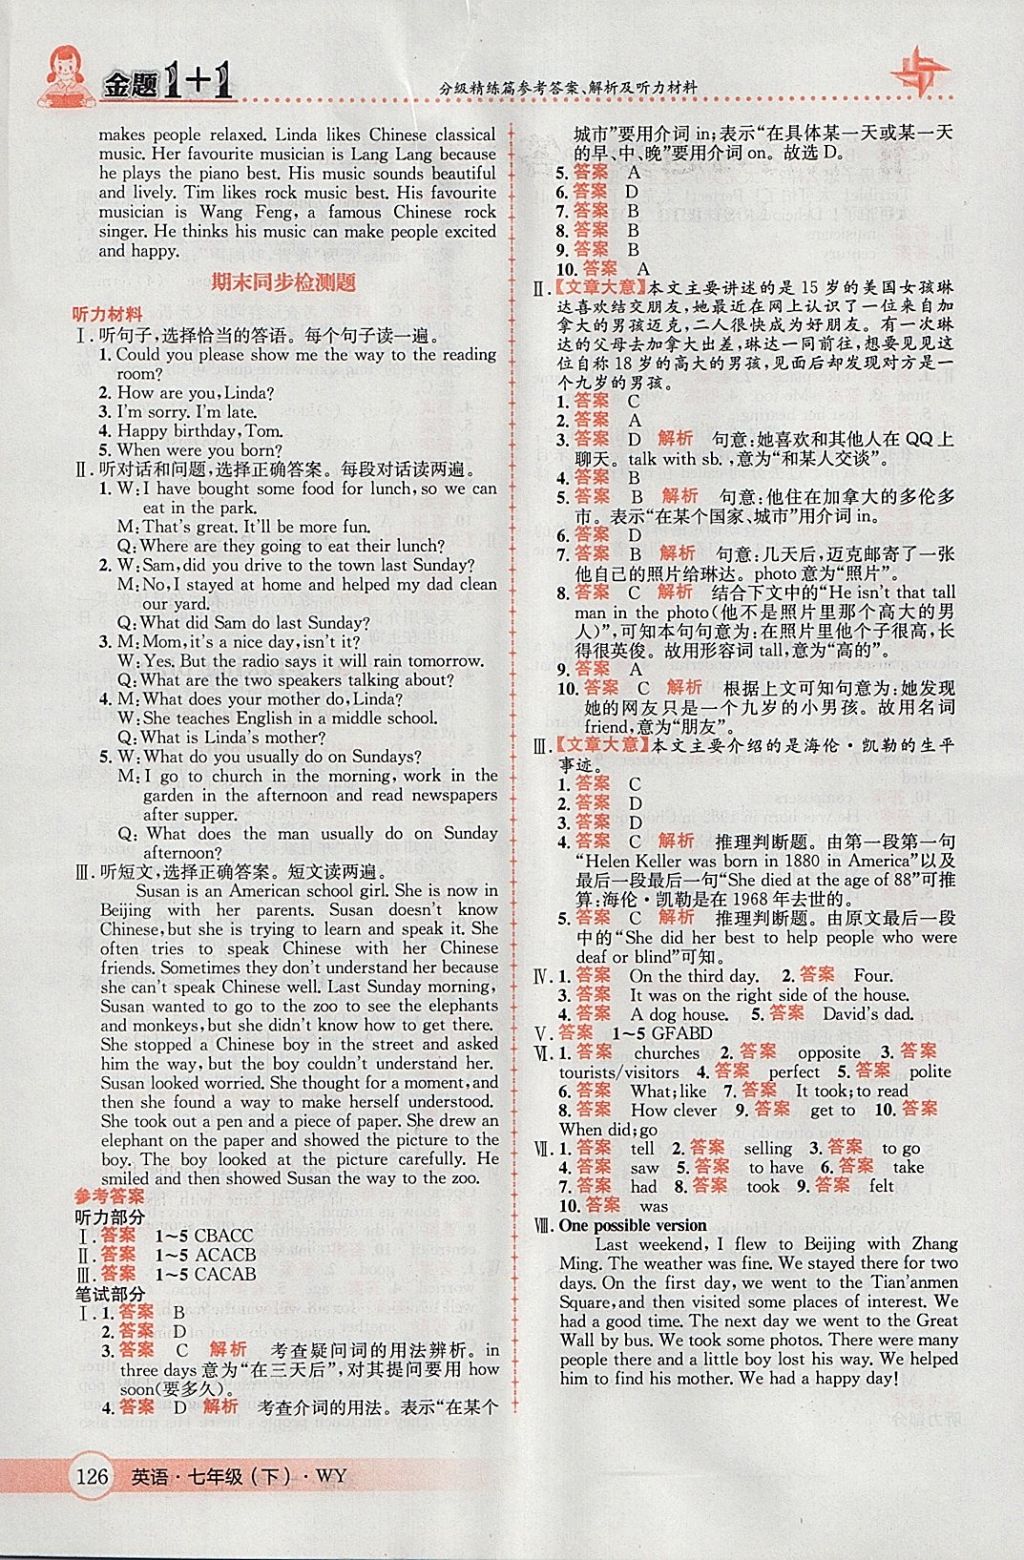 金题1+1
分级精练篇参考答案、解析及听力材料
makes people relaxed. Linda likes Chinese classical
music. Her favourite musician is Lang Lang because
he plays the piano best. His music sounds beautiful
and lively. Tim likes rock music best. His favourite
musician is Wang Feng, a famous Chinese rock
singer. He thinks his music can make people excited
and happy.
期末同步检测题
听力材料
Ⅰ. 听句子,选择恰当的答语。每个句子读一遍。
1. Could you please show me the way to the reading
room?
2. How are you,Linda?
3. I'm sorry. I'm late.
4. Happy birthday,Tom.
5. When were you born?
Ⅱ. 听对话和问题,选择正确答案。每段对话读两遍。
1. W: I have bought some food for lunch,so we can
eat in the park.
M:That's great. It'll be more fun.
Q:Where are they going to eat their lunch?
2. W:Sam,did you drive to the town last Sunday?
M:No,I stayed at home and helped my dad clean
our yard.
Q:What did Sam do last Sunday?
3. M:Mom,it's a nice day,isn't it?
W:Yes. But the radio says it will rain tomorrow.
Q:What are the two speakers talking about?
4. M:What does your mother do,Linda?
W:She teaches English in a middle school.
Q:What is Linda's mother?
5. W:What do you usually do on Sundays?
M:I go to church in the morning, work in the
garden in the afternoon and read newspapers
after supper.
Q: What does the man usually do on Sunday
afternoon?
Ⅲ. 听短文,选择正确答案。短文读两遍。
Susan is an American school girl. She is now in
Beijing with her parents. Susan doesn't know
Chinese,but she is trying to learn and speak it. She
often tries to speak Chinese with her Chinese
friends. Sometimes they don't understand her because
she can't speak Chinese well. Last Sunday morning,
Susan wanted to go to the zoo to see the elephants
and monkeys,but she didn't know how to get there.
She stopped a Chinese boy in the street and asked
him the way, but the boy couldn't understand her.
Susan looked worried. She thought for a moment,and
then she found a way to make herself understood.
She took out a pen and a piece of paper. She drew an
elephant on the paper and showed the picture to the
boy. The boy looked at the picture carefully. He
smiled and then showed Susan the way to the zoo.
参考答案
听力部分
Ⅰ. 答案 1~5 CBACC
Ⅱ. 答案 1~5 ACACB
Ⅲ. 答案 1~5 CACAB
笔试部分
Ⅰ. 1. 答案 B
2. 答案 D
3. 答案 C 解析 考查疑问词的用法辨析。in
three days 意为“在三天后”,对其提问要用 how
soon(要多久)。
4. 答案 D 解析 考查介词的用法。表示“在某个
城市”要用介词 in;表示“在具体某一天或某一天
的早、中、晚”要用介词 on。故选 D。
5. 答案 A
6. 答案 D
7. 答案 B
8. 答案 B
9. 答案 B
10. 答案 A
Ⅱ. 【文章大意】本文主要讲述的是 15 岁的美国女孩琳
达喜欢结交朋友,她最近在网上认识了一位来自加
拿大的男孩迈克,二人很快成为好朋友。有一次琳
达的父母去加拿大出差,琳达一同前往,想要见见这
位自称 18 岁的高大的男孩,见面后却发现对方是一
个九岁的男孩。
1. 答案 C
2. 答案 A
3. 答案 D 解析 句意:她喜欢和其他人在 QQ 上
聊天。talk with sb. ,意为“和某人交谈”。
4. 答案 B
5. 答案 B 解析 句意:他住在加拿大的多伦多
市。表示“在某个国家、城市”用介词 in。
6. 答案 D
7. 答案 B 解析 句意:几天后,迈克邮寄了一张
他自己的照片给琳达。photo 意为“照片”。
8. 答案 C 解析 结合下文中的“He isn't that tall
man in the photo(他不是照片里那个高大的男
人)”,可知本句句意为:在照片里他个子很高,长
得很英俊。故用形容词 tall,意为“高的”。
9. 答案 A
10. 答案 C 解析 根据上文可知句意为:她发现
她的网友只是一个九岁的小男孩。故用名词
friend,意为“朋友”。
Ⅲ. 【文章大意】本文主要介绍的是海伦·凯勒的生平
事迹。
1. 答案 C
2. 答案 D
3. 答案 D
4. 答案 C 解析 推理判断题。由第一段第一句
“Helen Keller was born in 1880 in America”以及
最后一段最后一句“She died at the age of 88”可推
算:海伦·凯勒是在 1968 年去世的。
5. 答案 C 解析 推理判断题。由原文最后一段
中的“She did her best to help people who were
deaf or blind”可知。
Ⅳ. 1. 答案 On the third day. 2. 答案 Four.
3. 答案 It was on the right side of the house.
4. 答案 A dog house. 5. 答案 David's dad.
Ⅴ. 答案 1~5 GFABD
Ⅵ. 1. 答案 churches 2. 答案 opposite 3. 答案
tourists/visitors 4. 答案 perfect 5. 答案 polite
6. 答案 What;like 7. 答案 It took;to read
8. 答案 How clever 9. 答案 get to 10. 答案
When did;go
Ⅶ. 1. 答案 tell 2. 答案 selling 3. 答案 to go
4. 答案 saw 5. 答案 to have 6. 答案 take
7. 答案 had 8. 答案 took 9. 答案 felt
10. 答案 was
Ⅷ. One possible version
Last weekend, I flew to Beijing with Zhang
Ming. The weather was fine. We stayed there for two
days. On the first day, we went to the Tian'anmen
Square,and then visited some places of interest. We
had a good time. The next day we went to the Great
Wall by bus. We took some photos. There were many
people there and a little boy lost his way. We helped
him to find his mother. We had a happy day!
126 英语·七年级(下)·WY